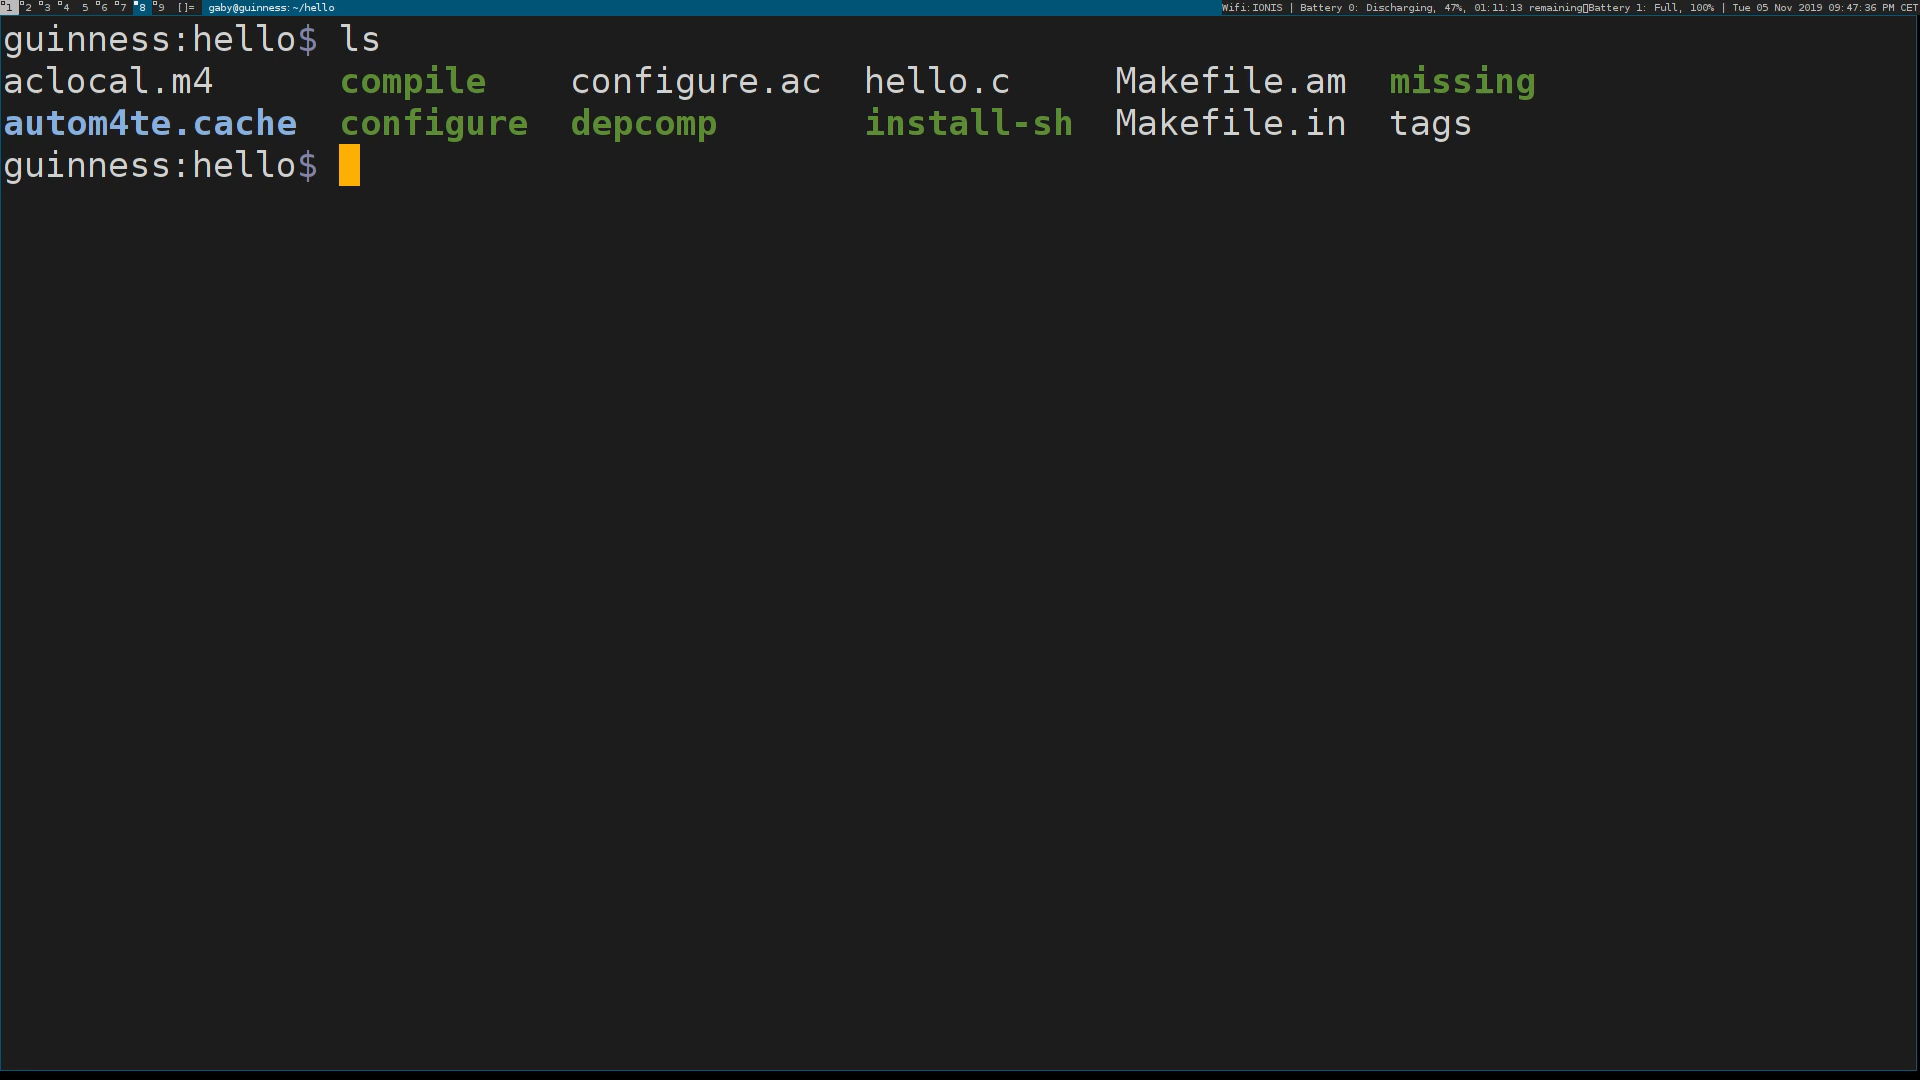 1 2 3 4 5 6 7 8 9 []= gaby@guinness:~/hello Wifi:IONIS | Battery 0: Discharging, 47%, 01:11:13 remaining▯Battery 1: Full, 100% | Tue 05 Nov 2019 09:47:36 PM CET
guinness:hello$ ls
aclocal.m4 compile configure.ac hello.c Makefile.am missing
autom4te.cache configure depcomp install-sh Makefile.in tags
guinness:hello$